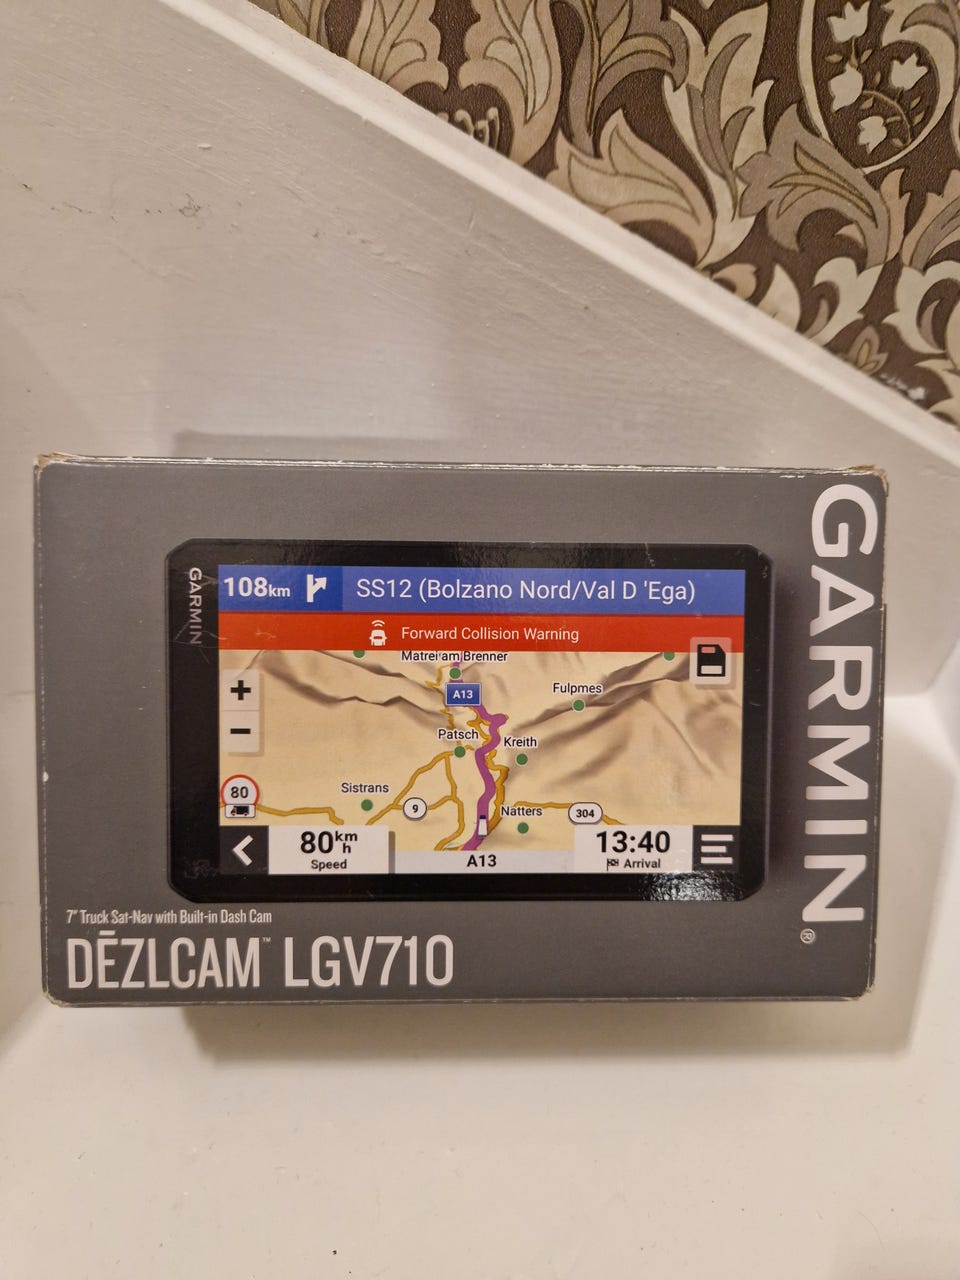 GARMIN®
GARMIN
108km
SS12 (Bolzano Nord/Val D 'Ega)
Forward Collision Warning
Matrei am Brenner
+
A13
Fulpmes
−
Patsch
Kreith
80
Sistrans
9
Natters
304
80km/h
Speed
A13
13:40
Arrival
7" Truck Sat-Nav with Built-in Dash Cam
DĒZLCAM™ LGV710